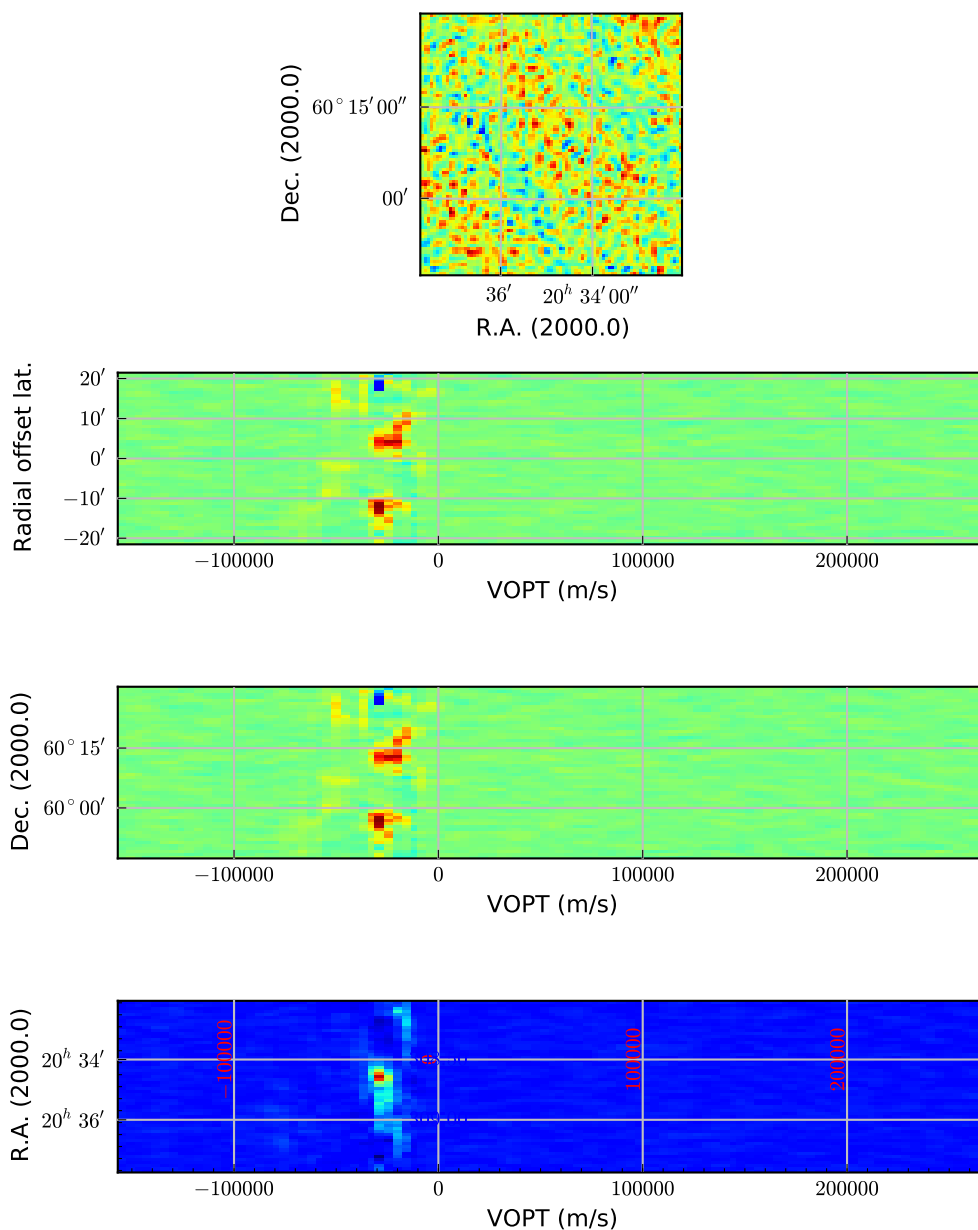 Dec. (2000.0)
60° 15′ 00″
00′
36′ 20ʰ 34′ 00″
R.A. (2000.0)
Radial offset lat.
20′
10′
0′
−10′
−20′
−100000 0 100000 200000
VOPT (m/s)
Dec. (2000.0)
60° 15′
60° 00′
−100000 0 100000 200000
VOPT (m/s)
R.A. (2000.0)
20ʰ 34′
20ʰ 36′
−100000 100000 200000
−100000 0 100000 200000
VOPT (m/s)